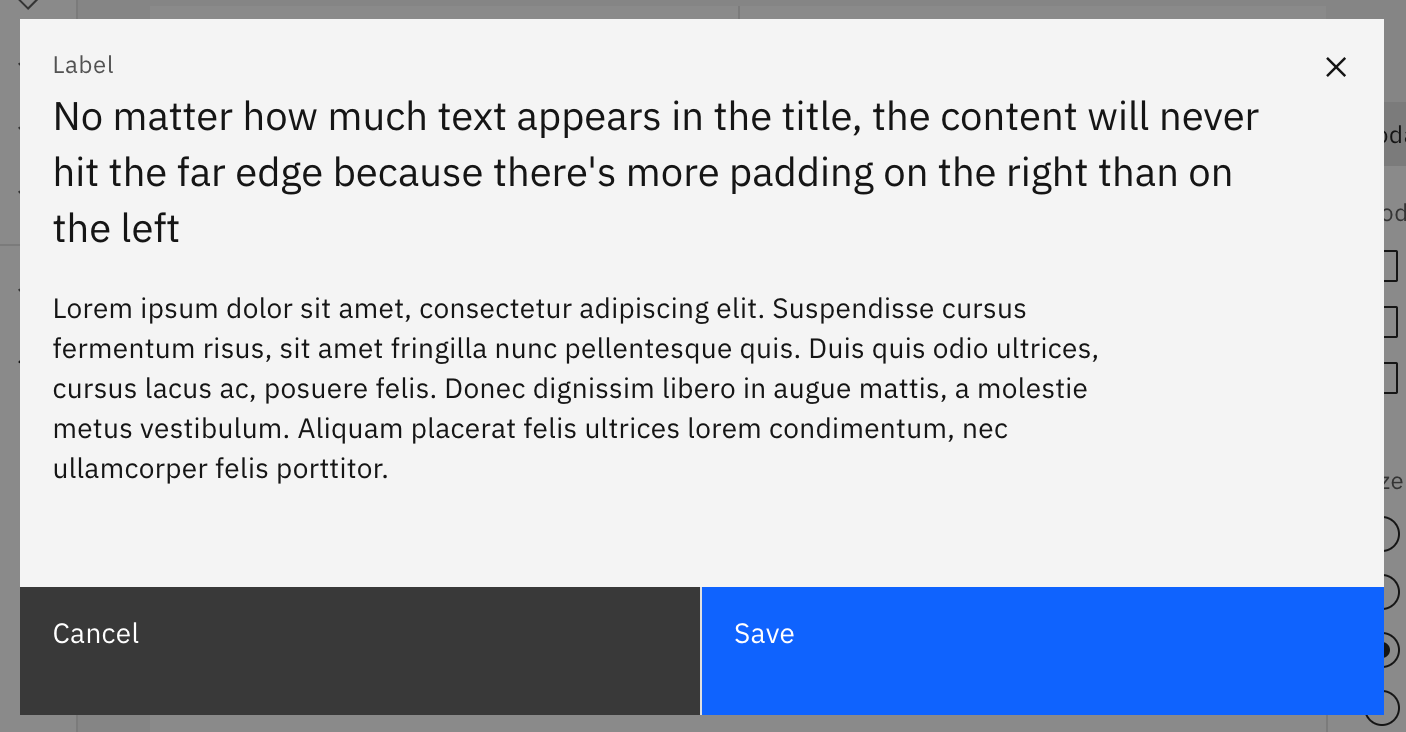 Label
No matter how much text appears in the title, the content will never
hit the far edge because there's more padding on the right than on
the left
Lorem ipsum dolor sit amet, consectetur adipiscing elit. Suspendisse cursus
fermentum risus, sit amet fringilla nunc pellentesque quis. Duis quis odio ultrices,
cursus lacus ac, posuere felis. Donec dignissim libero in augue mattis, a molestie
metus vestibulum. Aliquam placerat felis ultrices lorem condimentum, nec
ullamcorper felis porttitor.
Cancel
Save